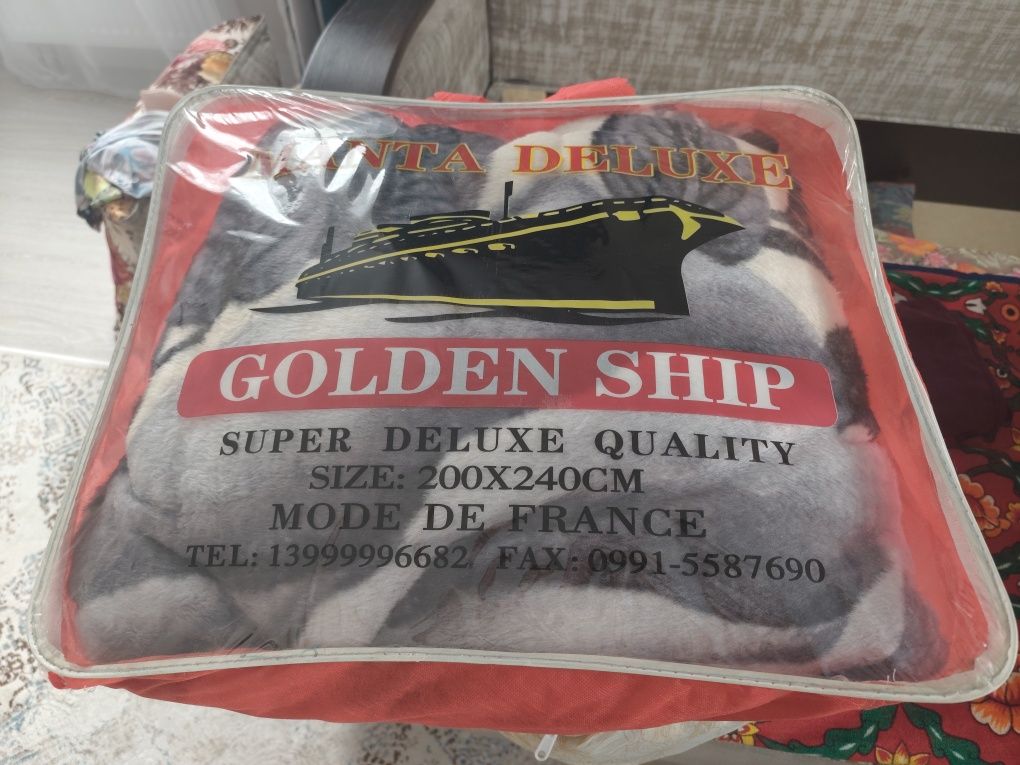 DELUXE
GOLDEN SHIP
SUPER DELUXE QUALITY
SIZE: 200X240CM
MODE DE FRANCE
TEL: 13999996682 FAX: 0991-5587690